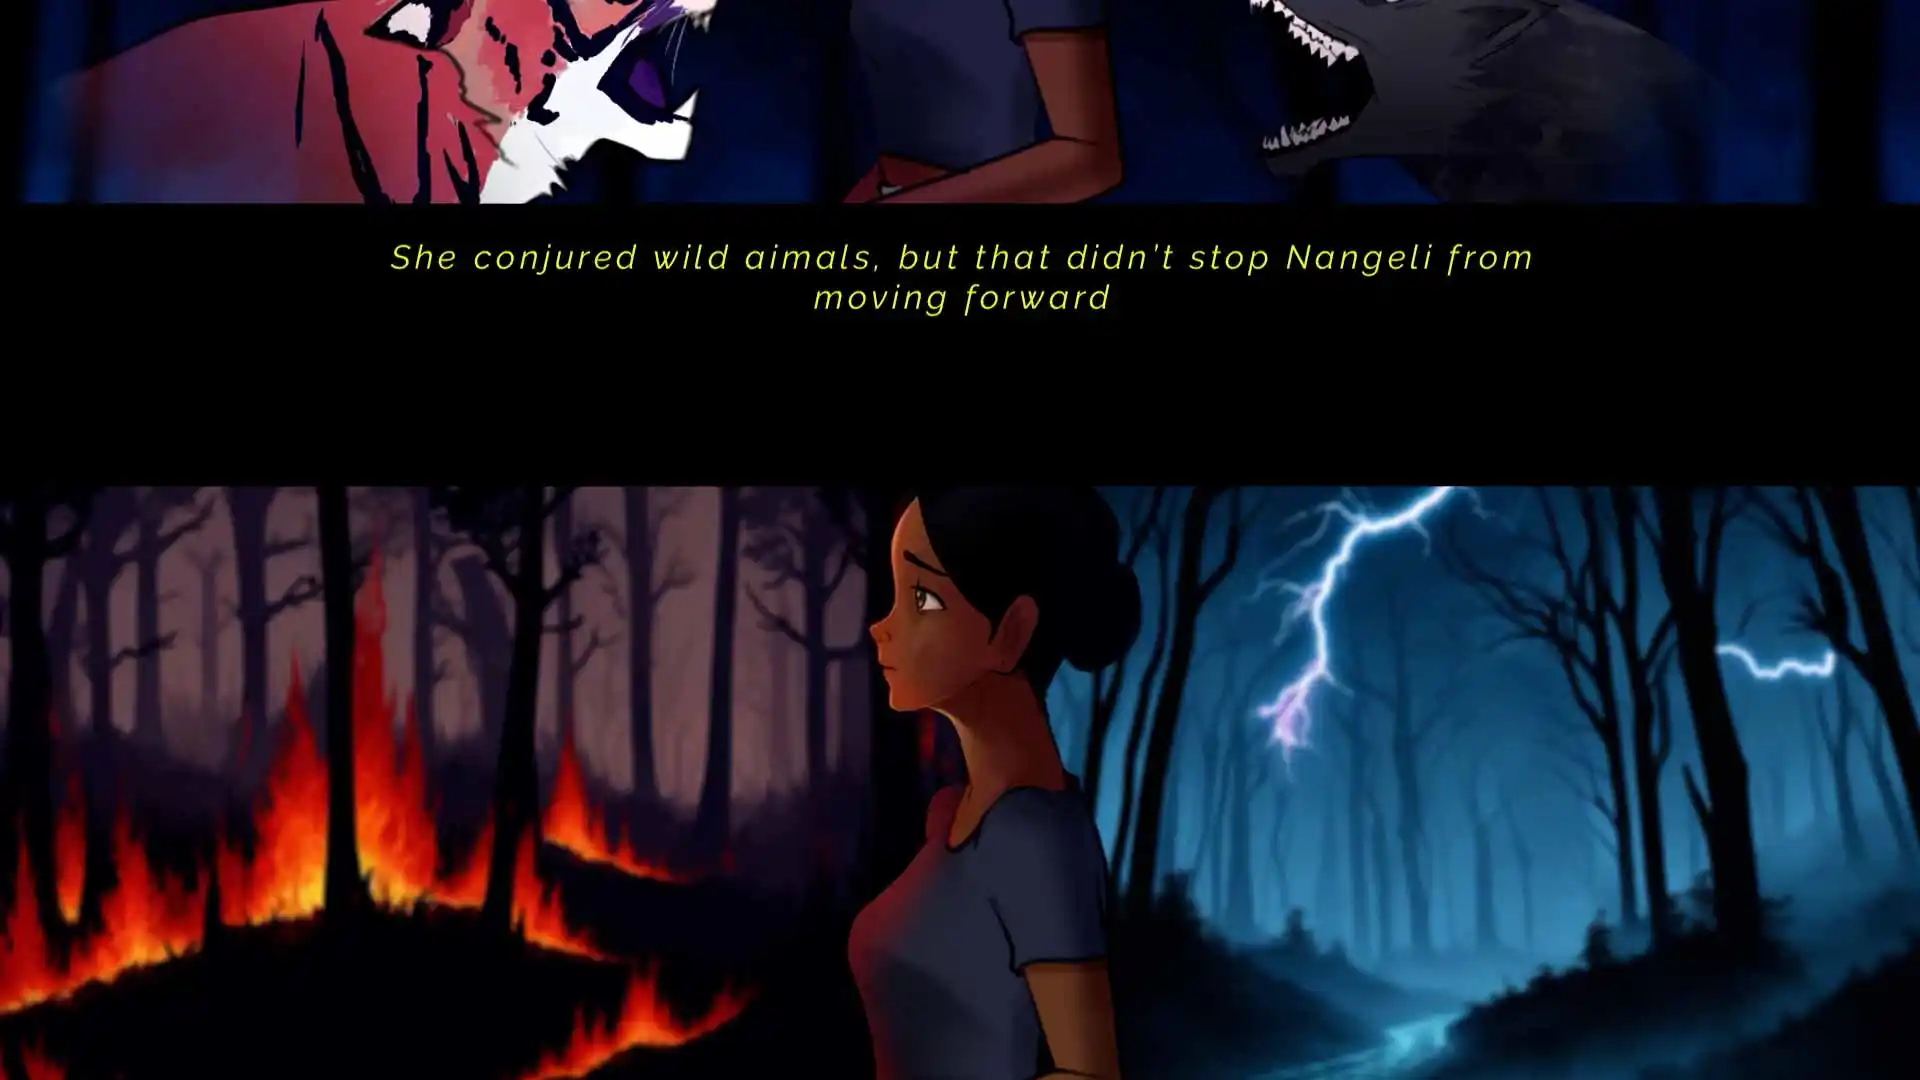 She conjured wild aimals, but that didn't stop Nangeli from
moving forward